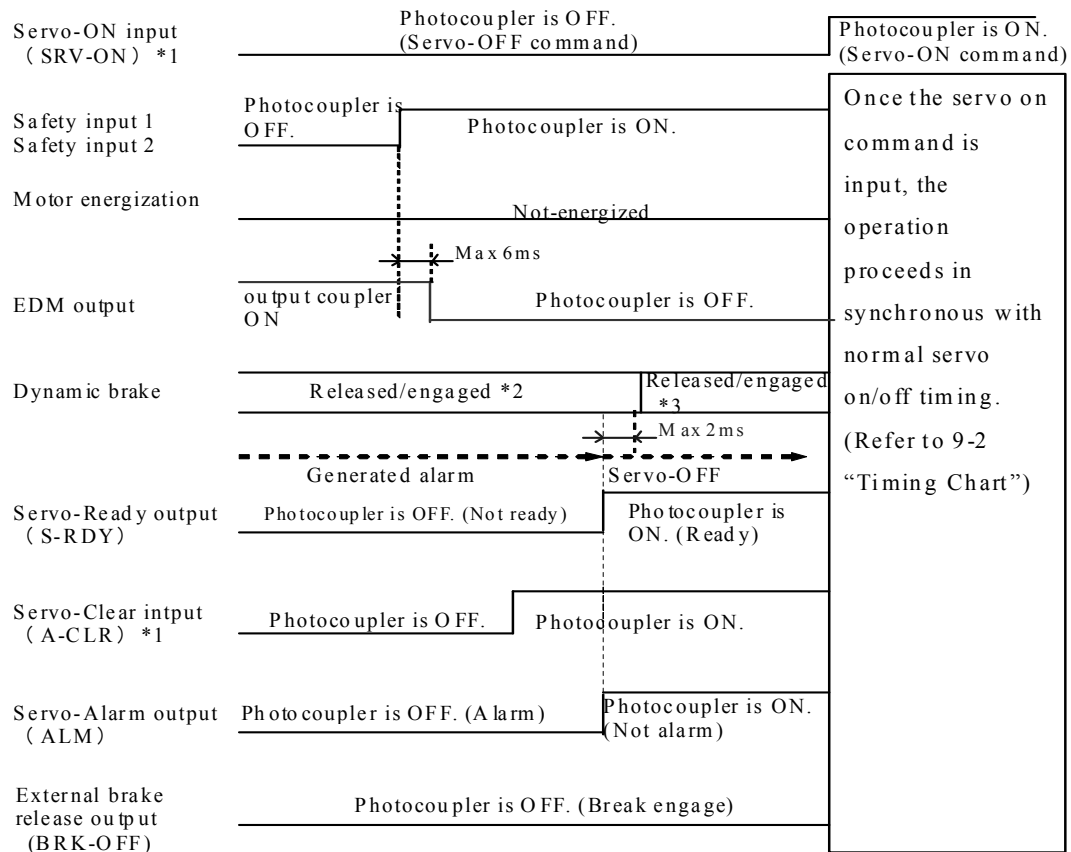 Servo-ON input
(SRV-ON) *1
Photocoupler is OFF.
(Servo-OFF command)
Photocoupler is ON.
(Servo-ON command)
Safety input 1
Safety input 2
Photocoupler is
OFF.
Photocoupler is ON.
Motor energization
Not-energized
Max 6ms
EDM output
output coupler
ON
Photocoupler is OFF.
Dynamic brake
Released/engaged *2
Released/engaged
*3
Max 2ms
Generated alarm
Servo-OFF
Servo-Ready output
(S-RDY)
Photocoupler is OFF. (Not ready)
Photocoupler is
ON. (Ready)
Servo-Clear intput
(A-CLR) *1
Photocoupler is OFF.
Photocoupler is ON.
Servo-Alarm output
(ALM)
Photocoupler is OFF. (Alarm)
Photocoupler is ON.
(Not alarm)
External brake
release output
(BRK-OFF)
Photocoupler is OFF. (Break engage)
Once the servo on
command is
input, the
operation
proceeds in
synchronous with
normal servo
on/off timing.
(Refer to 9-2
“Timing Chart”)